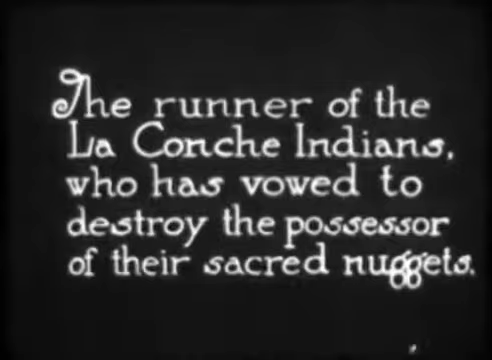 The runner of the
La Conche Indians,
who has vowed to
destroy the possessor
of their sacred nuggets.